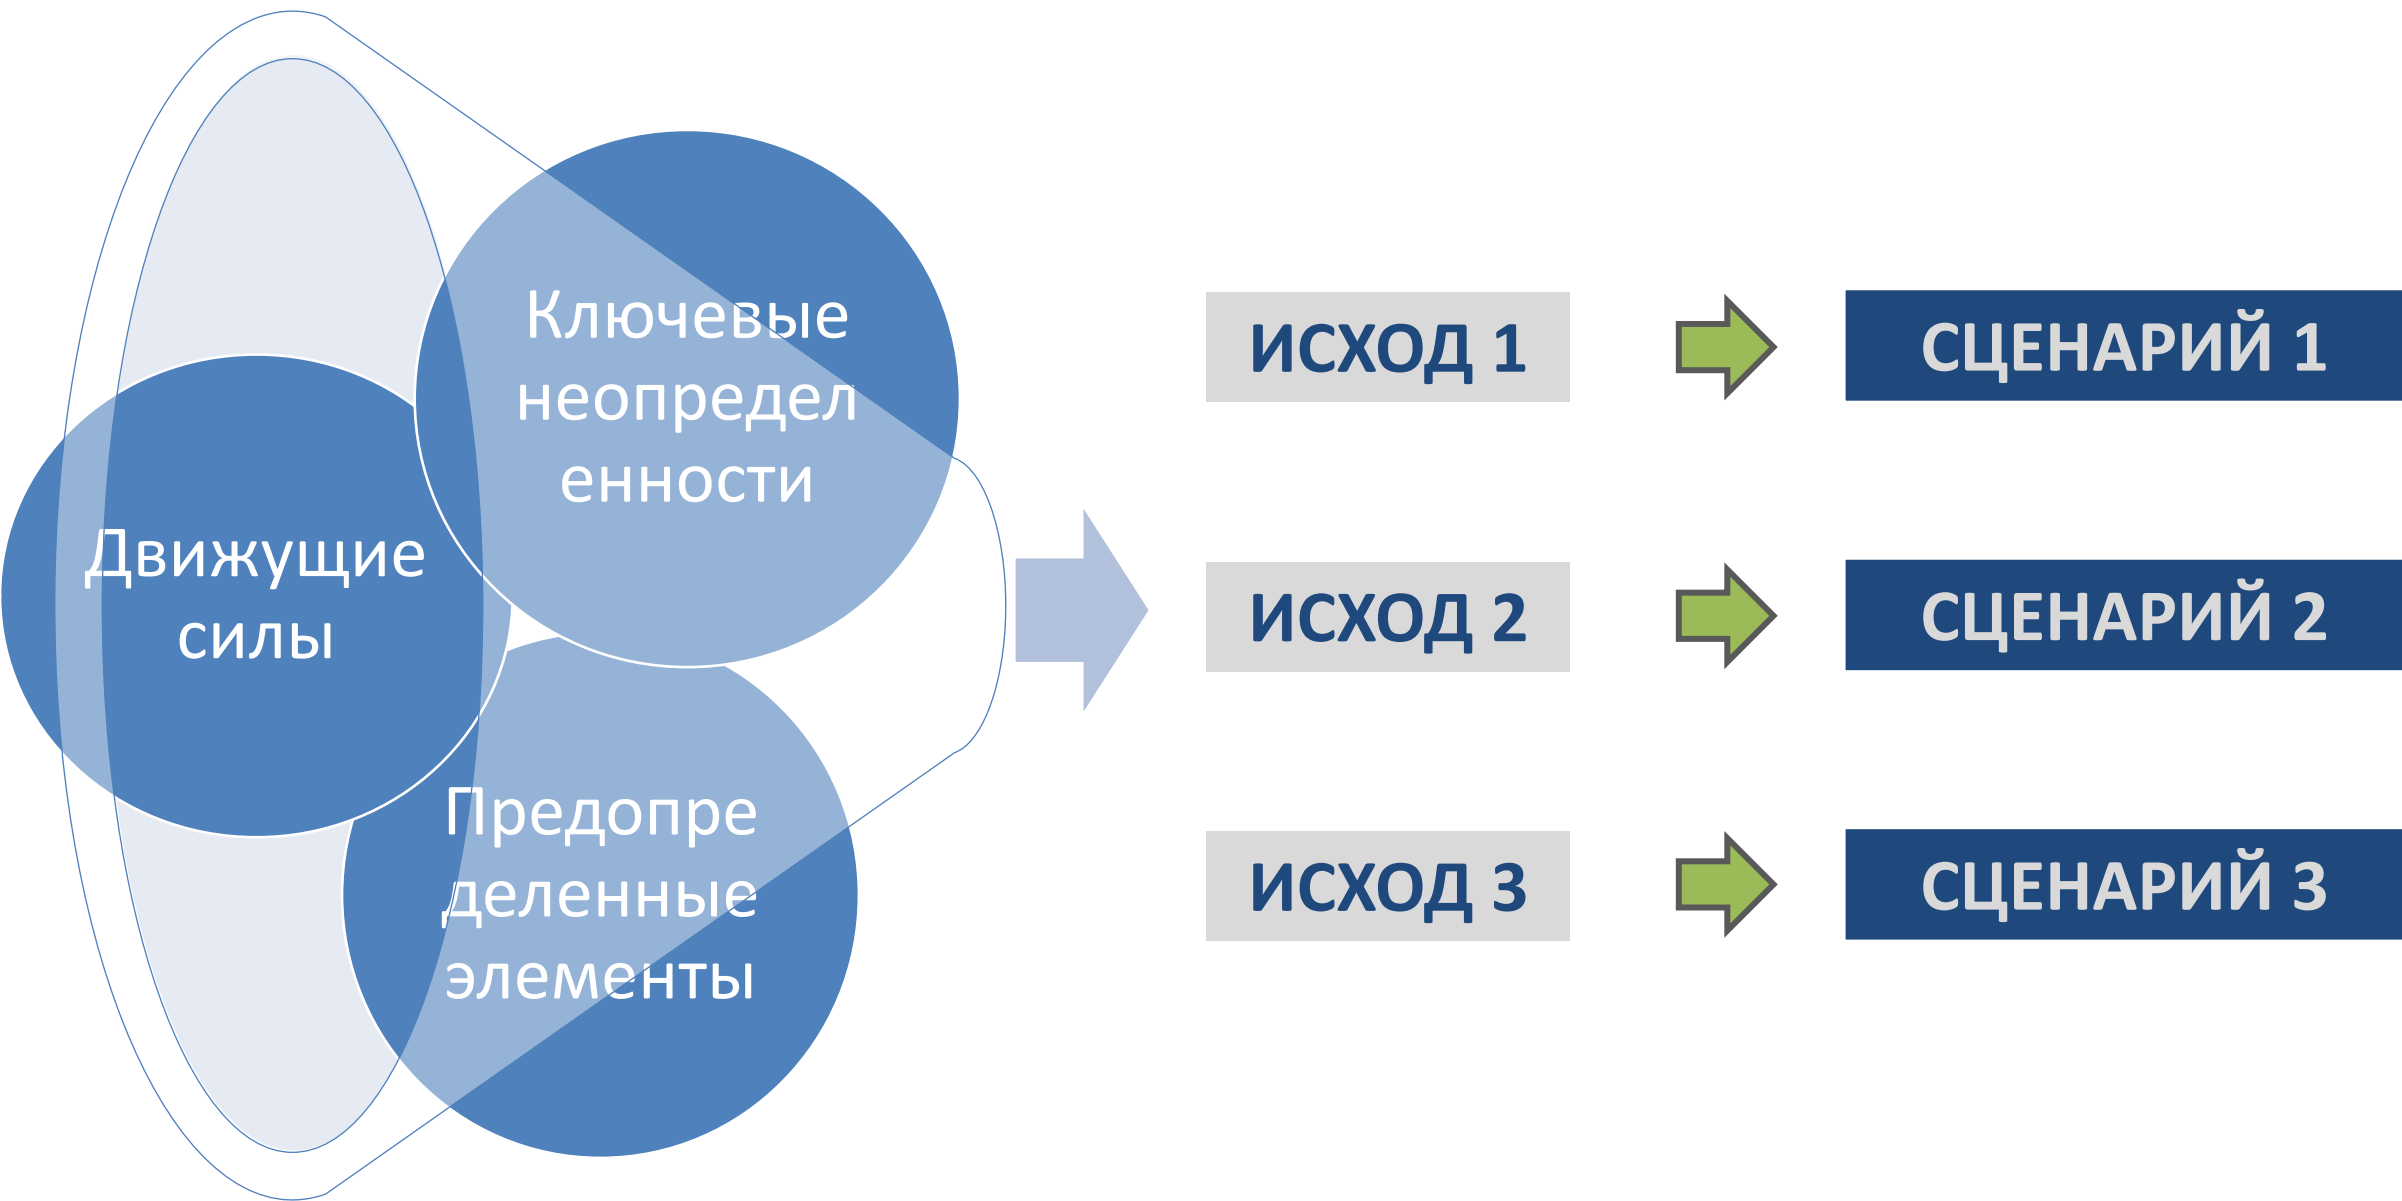 Ключевые
неопредел
енности
Движущие
силы
Предопре
деленные
элементы
ИСХОД 1
СЦЕНАРИЙ 1
ИСХОД 2
СЦЕНАРИЙ 2
ИСХОД 3
СЦЕНАРИЙ 3